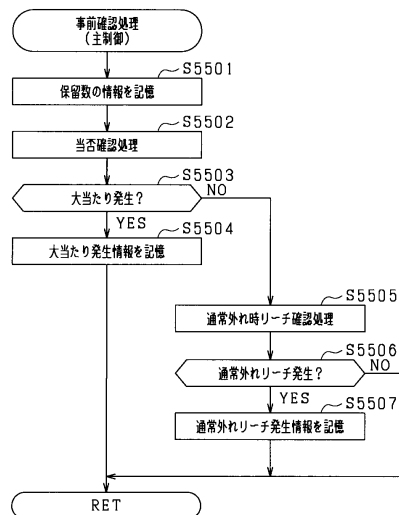 事前確認処理
(主制御)
S5501
保留数の情報を記憶
S5502
当否確認処理
S5503
大当たり発生?
NO
YES
S5504
大当たり発生情報を記憶
S5505
通常外れ時リーチ確認処理
S5506
通常外れリーチ発生?
NO
YES
S5507
通常外れリーチ発生情報を記憶
RET